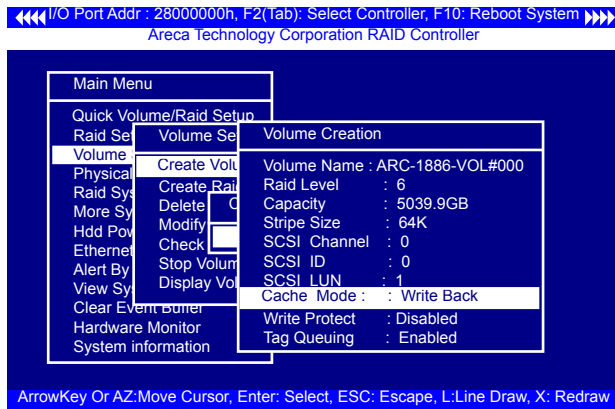 I/O Port Addr : 28000000h, F2(Tab): Select Controller, F10: Reboot System
Areca Technology Corporation RAID Controller
Main Menu
Quick Volume/Raid Setup
Raid Set
Volume
Physical
Raid Sys
More Sy
Hdd Pow
Ethernet
Alert By
View Sy
Clear Event Buffer
Hardware Monitor
System information
Volume Se
Create Volu
Create Rai
Delete
Modify
Check
Stop Volum
Display Vol
Volume Creation
Volume Name : ARC-1886-VOL#000
Raid Level : 6
Capacity : 5039.9GB
Stripe Size : 64K
SCSI Channel : 0
SCSI ID : 0
SCSI LUN : 1
Cache Mode : : Write Back
Write Protect : Disabled
Tag Queuing : Enabled
ArrowKey Or AZ:Move Cursor, Enter: Select, ESC: Escape, L:Line Draw, X: Redraw